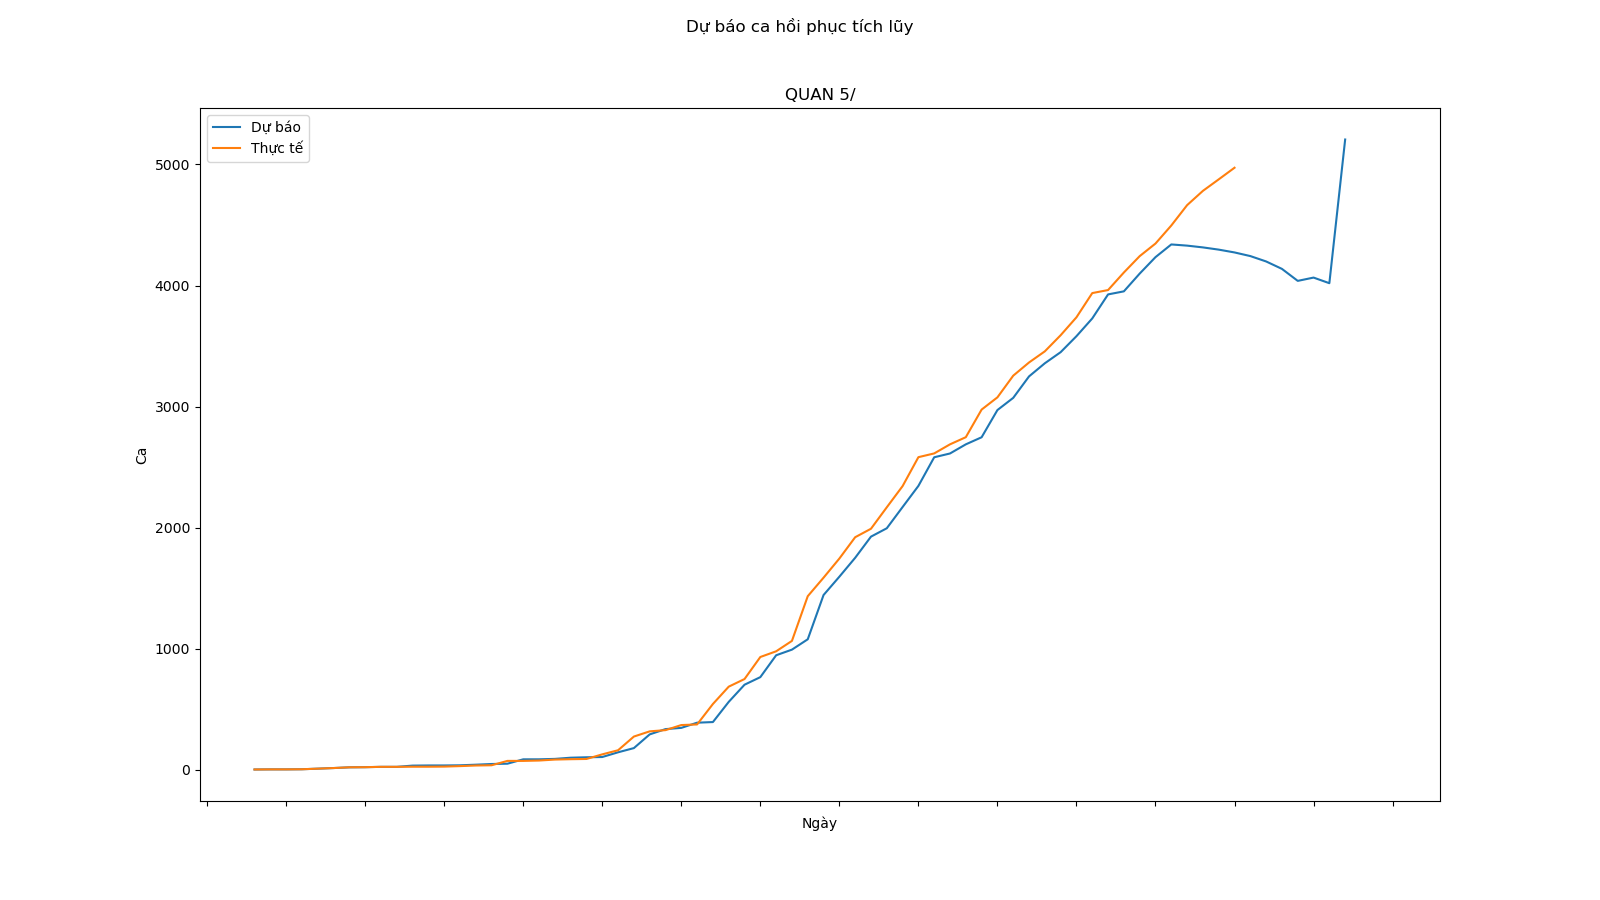 Dự báo ca hồi phục tích lũy
QUAN 5/
Dự báo
Thực tế
5000
4000
3000
2000
1000
0
Ca
Ngày